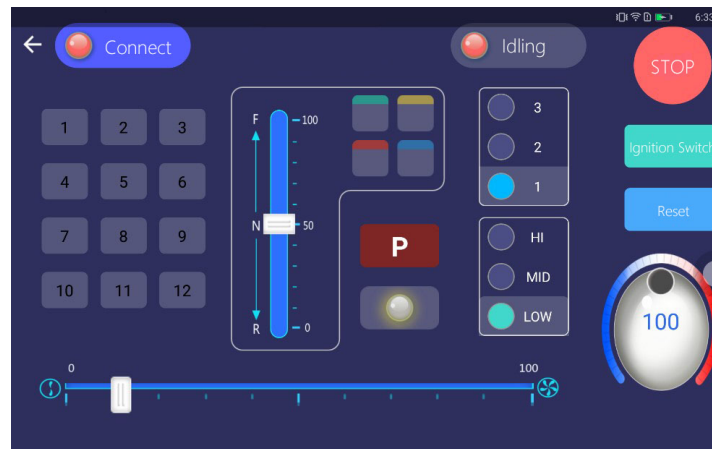 6:33
Connect
Idling
STOP
1 2 3
4 5 6
7 8 9
10 11 12
F
100
N
50
R
0
3
2
1
P
HI
MID
LOW
Ignition Switch
Reset
100
0
100